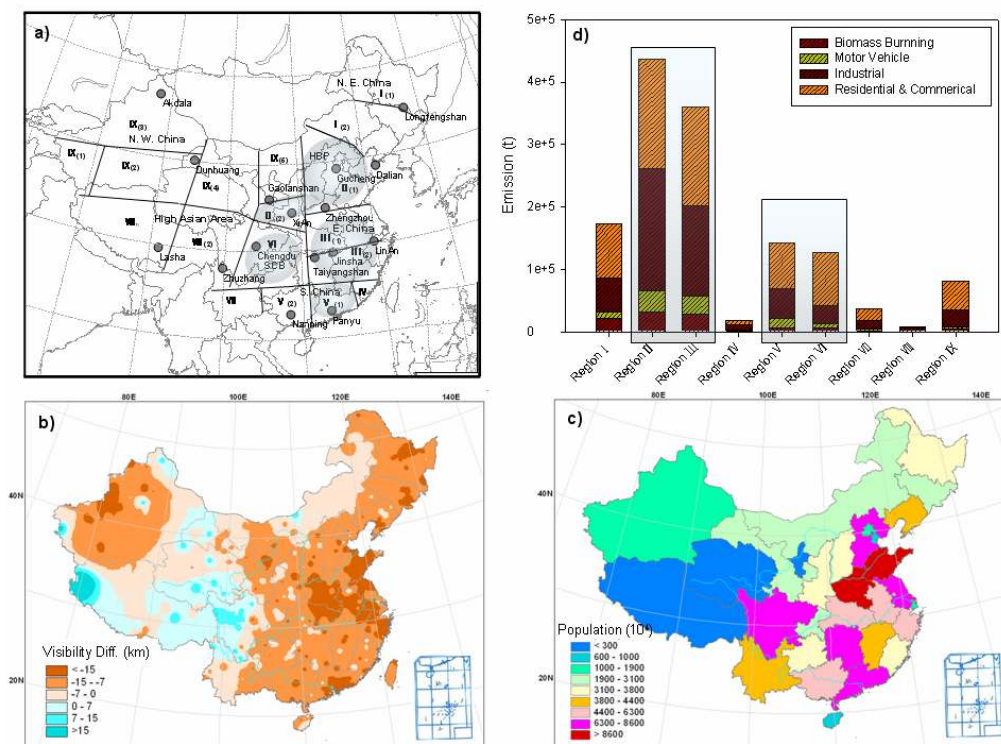 a)
N. E. China
I (1)
Longfengshan
Akdala
IX(3)
N. W. China
I (2)
IX(1)
IX(2)
Dunhuang
IX(4)
IX(6)
HBP
Gucheng
Dalian
II (1)
Gaolanshan
II (2)
Xi'An
Zhengzhou
E. China
High Asian Area
VIII (2)
Lasha
VI
Chengdu
SCB
III(1)
III(2)
Lin'An
Jinsha
Taiyangshan
Zhuzhang
VII
S. China
IV
V
(2)
V(1)
Nanning
Panyu
d)
Emission (t)
5e+5
4e+5
3e+5
2e+5
1e+5
0
Biomass Burnning
Motor Vehicle
Industrial
Residential & Commerical
Region I
Region II
Region III
Region IV
Region V
Region VI
Region VII
Region VIII
Region IX
b)
80E
100E
120E
140E
40N
20N
Visibility Diff. (km)
< -15
-15 - -7
-7 - 0
0 - 7
7 - 15
>15
c)
80E
100E
120E
140E
40N
20N
Population (10⁴)
< 300
600 - 1000
1000 - 1900
1900 - 3100
3100 - 3800
3800 - 4400
4400 - 6300
6300 - 8600
> 8600